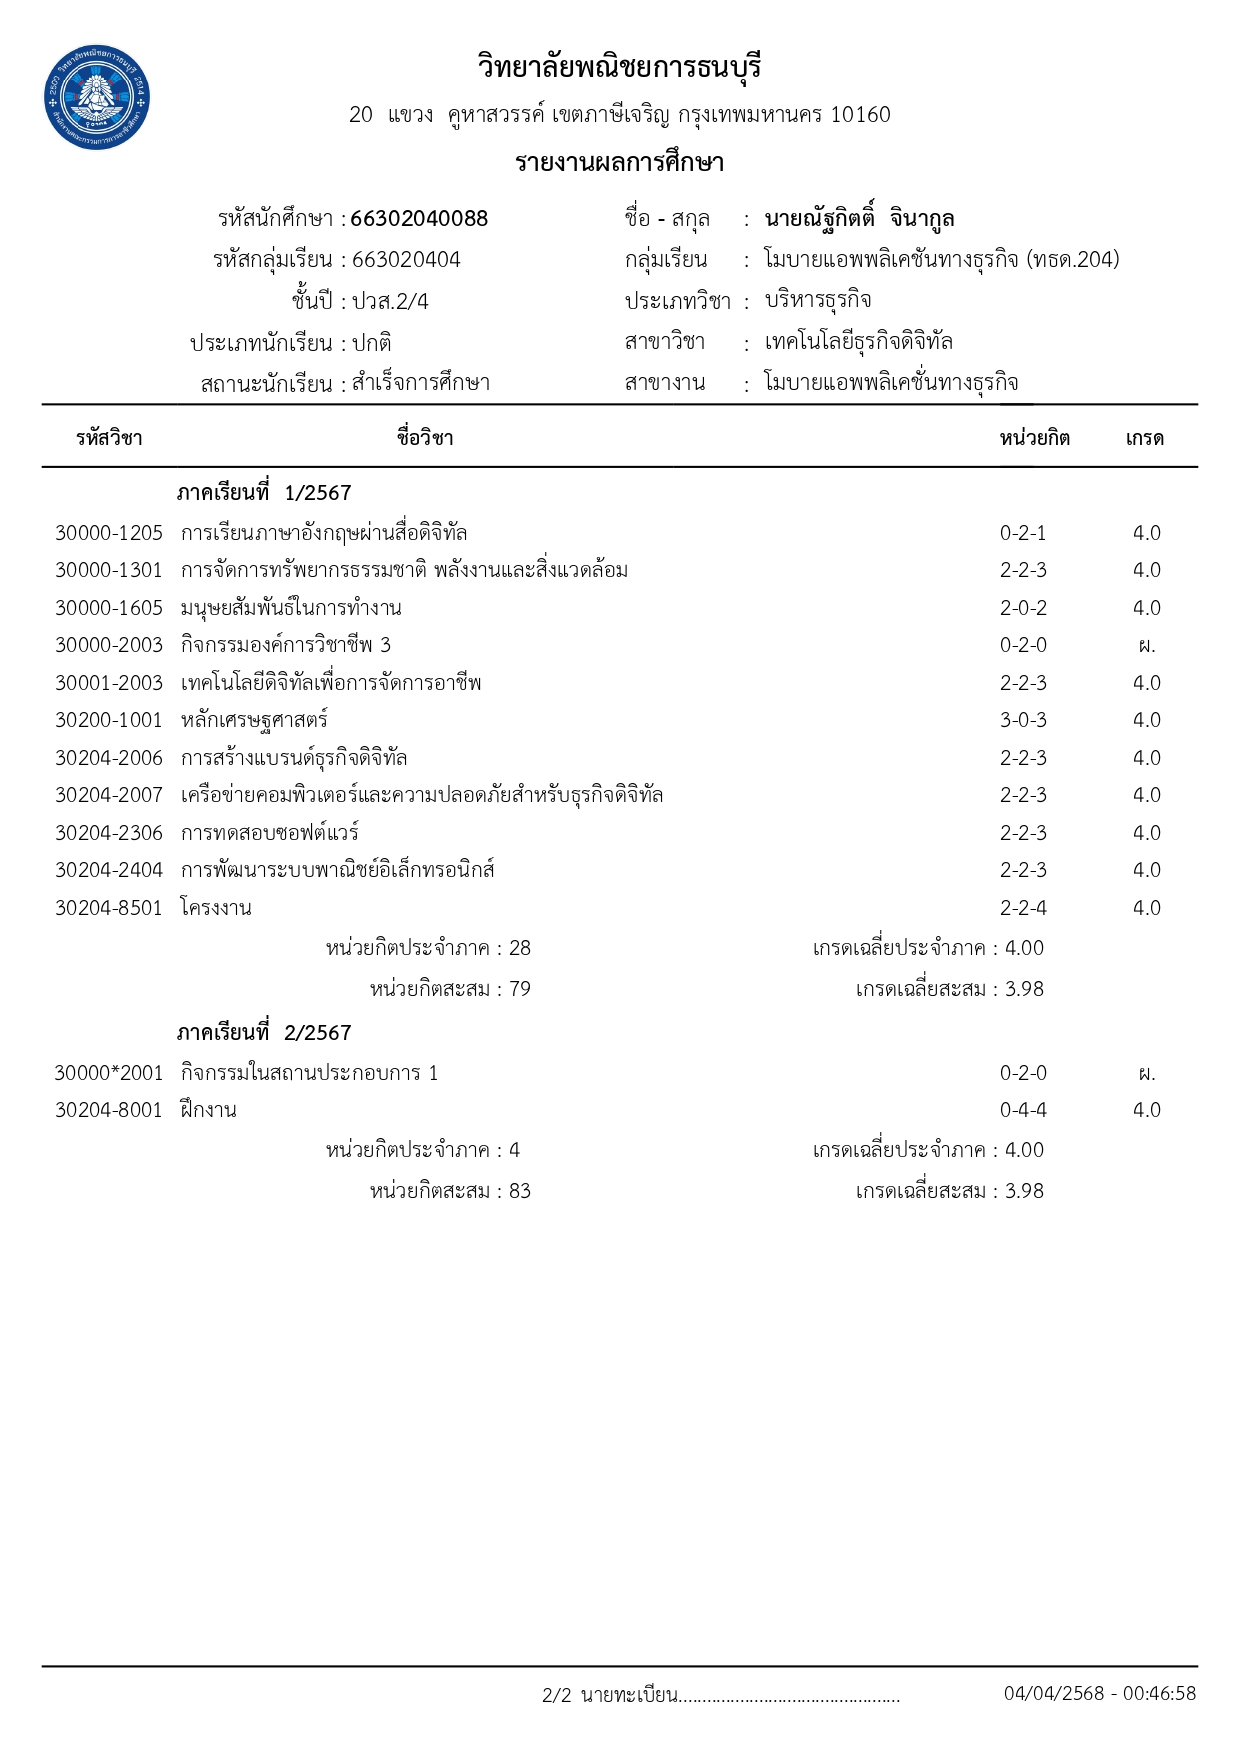 วิทยาลัยพณิชยการธนบุรี
20 แขวง คูหาสวรรค์ เขตภาษีเจริญ กรุงเทพมหานคร 10160
รายงานผลการศึกษา
รหัสนักศึกษา : 66302040088 ชื่อ - สกุล : นายณัฐกิตติ์ จินากูล
รหัสกลุ่มเรียน : 663020404 กลุ่มเรียน : โมบายแอพพลิเคชันทางธุรกิจ (ทธด.204)
ชั้นปี : ปวส.2/4 ประเภทวิชา : บริหารธุรกิจ
ประเภทนักเรียน : ปกติ สาขาวิชา : เทคโนโลยีธุรกิจดิจิทัล
สถานะนักเรียน : สำเร็จการศึกษา สาขางาน : โมบายแอพพลิเคชั่นทางธุรกิจ
รหัสวิชา ชื่อวิชา หน่วยกิต เกรด
ภาคเรียนที่ 1/2567
30000-1205 การเรียนภาษาอังกฤษผ่านสื่อดิจิทัล 0-2-1 4.0
30000-1301 การจัดการทรัพยากรธรรมชาติ พลังงานและสิ่งแวดล้อม 2-2-3 4.0
30000-1605 มนุษยสัมพันธ์ในการทำงาน 2-0-2 4.0
30000-2003 กิจกรรมองค์การวิชาชีพ 3 0-2-0 ผ.
30001-2003 เทคโนโลยีดิจิทัลเพื่อการจัดการอาชีพ 2-2-3 4.0
30200-1001 หลักเศรษฐศาสตร์ 3-0-3 4.0
30204-2006 การสร้างแบรนด์ธุรกิจดิจิทัล 2-2-3 4.0
30204-2007 เครือข่ายคอมพิวเตอร์และความปลอดภัยสำหรับธุรกิจดิจิทัล 2-2-3 4.0
30204-2306 การทดสอบซอฟต์แวร์ 2-2-3 4.0
30204-2404 การพัฒนาระบบพาณิชย์อิเล็กทรอนิกส์ 2-2-3 4.0
30204-8501 โครงงาน 2-2-4 4.0
หน่วยกิตประจำภาค : 28 เกรดเฉลี่ยประจำภาค : 4.00
หน่วยกิตสะสม : 79 เกรดเฉลี่ยสะสม : 3.98
ภาคเรียนที่ 2/2567
30000*2001 กิจกรรมในสถานประกอบการ 1 0-2-0 ผ.
30204-8001 ฝึกงาน 0-4-4 4.0
หน่วยกิตประจำภาค : 4 เกรดเฉลี่ยประจำภาค : 4.00
หน่วยกิตสะสม : 83 เกรดเฉลี่ยสะสม : 3.98
2/2 นายทะเบียน............................................... 04/04/2568 - 00:46:58